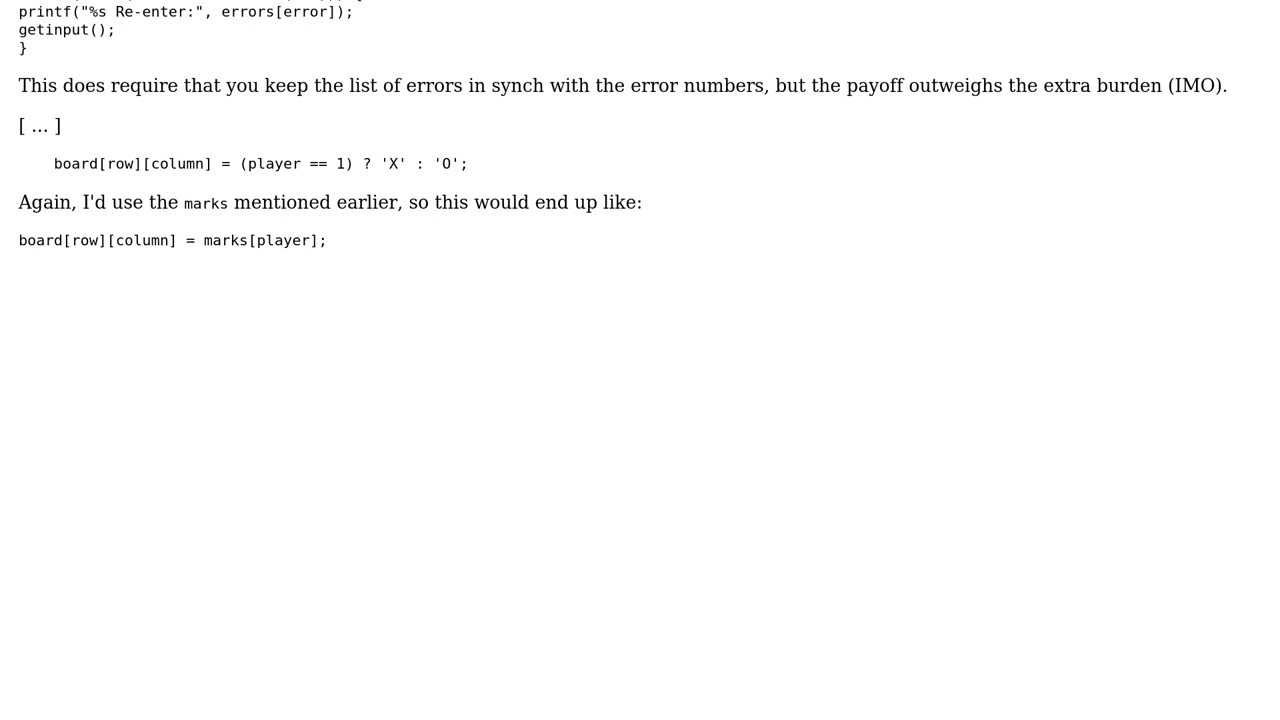 printf("%s Re-enter:", errors[error]);
getinput();
}
This does require that you keep the list of errors in synch with the error numbers, but the payoff outweighs the extra burden (IMO).
[ ... ]
board[row][column] = (player == 1) ? 'X' : 'O';
Again, I'd use the marks mentioned earlier, so this would end up like:
board[row][column] = marks[player];